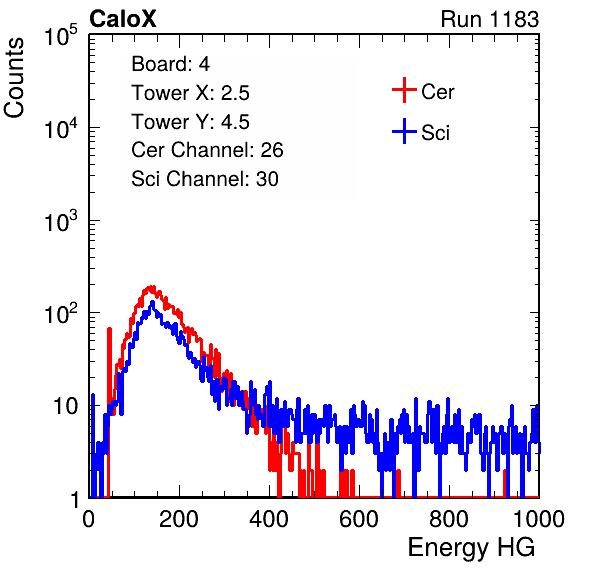 CaloX Run 1183
Counts
10^5
10^4
10^3
10^2
10
1
Board: 4
Tower X: 2.5
Tower Y: 4.5
Cer Channel: 26
Sci Channel: 30
Cer
Sci
0 200 400 600 800 1000
Energy HG